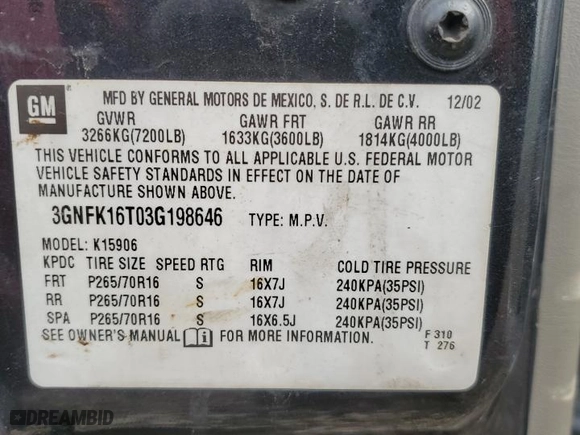 GM
MFD BY GENERAL MOTORS DE MEXICO, S. DE R.L. DE C.V. 12/02
GVWR GAWR FRT GAWR RR
3266KG(7200LB) 1633KG(3600LB) 1814KG(4000LB)
THIS VEHICLE CONFORMS TO ALL APPLICABLE U.S. FEDERAL MOTOR
VEHICLE SAFETY STANDARDS IN EFFECT ON THE DATE OF
MANUFACTURE SHOWN ABOVE.
3GNFK16T03G198646 TYPE: M.P.V.
MODEL: K15906
KPDC TIRE SIZE SPEED RTG RIM COLD TIRE PRESSURE
FRT P265/70R16 S 16X7J 240KPA(35PSI)
RR P265/70R16 S 16X7J 240KPA(35PSI)
SPA P265/70R16 S 16X6.5J 240KPA(35PSI)
SEE OWNER'S MANUAL FOR MORE INFORMATION.
F 310
T 276
DREAMBID